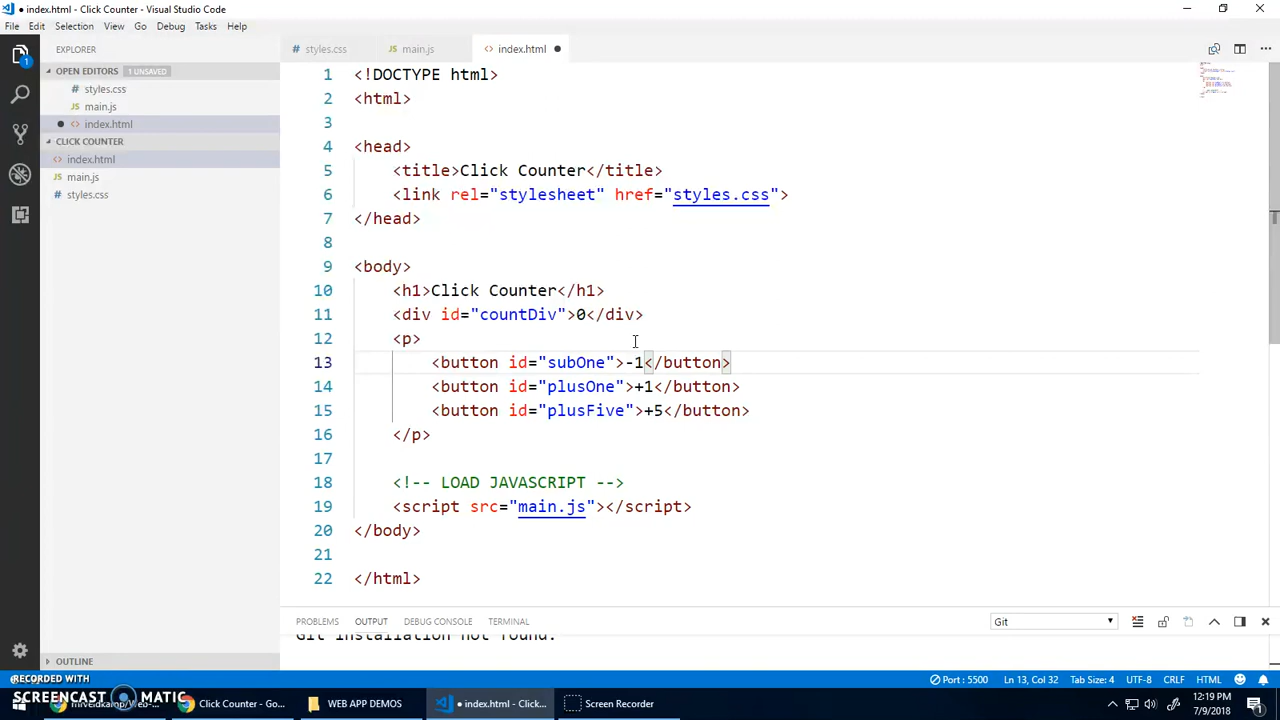 ● index.html - Click Counter - Visual Studio Code
File Edit Selection View Go Debug Tasks Help
EXPLORER
OPEN EDITORS 1 UNSAVED
styles.css
main.js
● index.html
CLICK COUNTER
index.html
main.js
styles.css
OUTLINE
styles.css main.js index.html ●
1 <!DOCTYPE html>
2 <html>
3
4 <head>
5 <title>Click Counter</title>
6 <link rel="stylesheet" href="styles.css">
7 </head>
8
9 <body>
10 <h1>Click Counter</h1>
11 <div id="countDiv">0</div>
12 <p>
13 <button id="subOne">-1</button>
14 <button id="plusOne">+1</button>
15 <button id="plusFive">+5</button>
16 </p>
17
18 <!-- LOAD JAVASCRIPT -->
19 <script src="main.js"></script>
20 </body>
21
22 </html>
PROBLEMS OUTPUT DEBUG CONSOLE TERMINAL Git
Git installation not found.
Port : 5500 Ln 13, Col 32 Tab Size: 4 UTF-8 CRLF HTML
RECORDED WITH
SCREENCAST MATIC
mrveldkamp/Web-... Click Counter - Go... WEB APP DEMOS ● index.html - Click... Screen Recorder
12:19 PM
7/9/2018